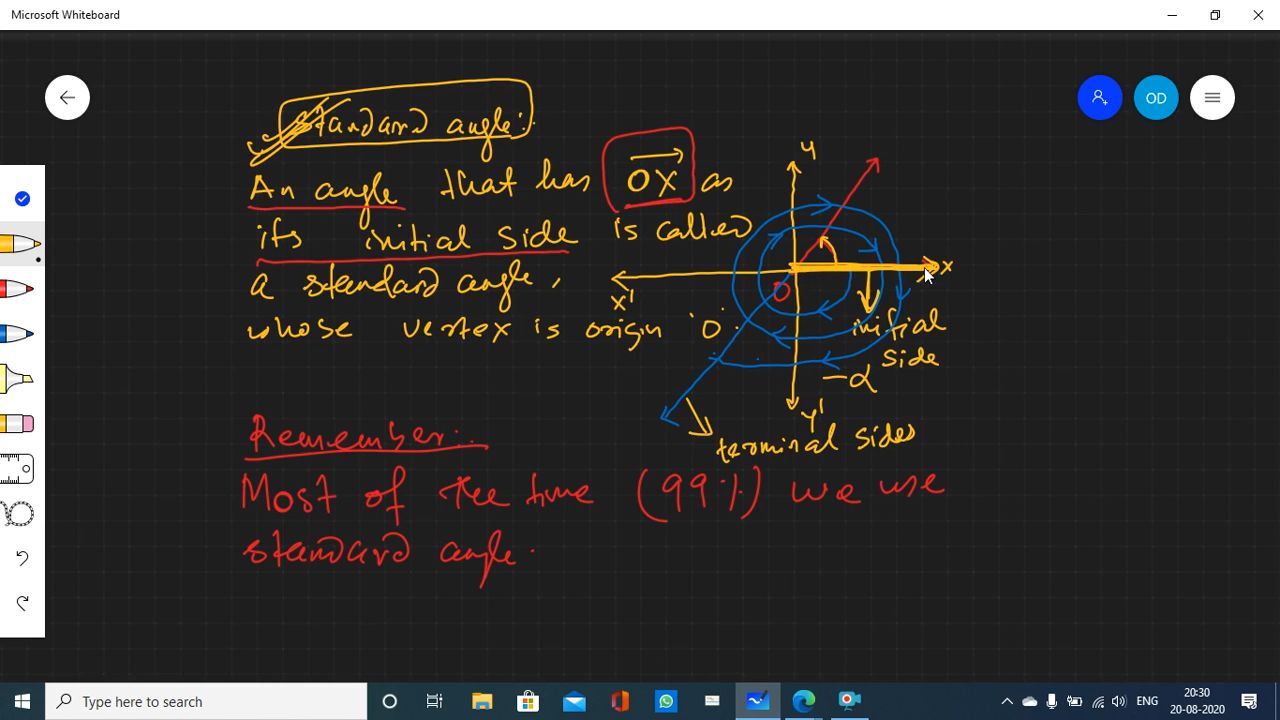 Microsoft Whiteboard
OD
Standard angle:
An angle that has OX as
its initial side is called
a standard angle,
whose vertex is origin 'O'.
Y
X
X'
O
initial
side
-α
Y'
terminal sides
Remember:
Most of the time (99%) we use
standard angle.
Type here to search
ENG
20:30
20-08-2020